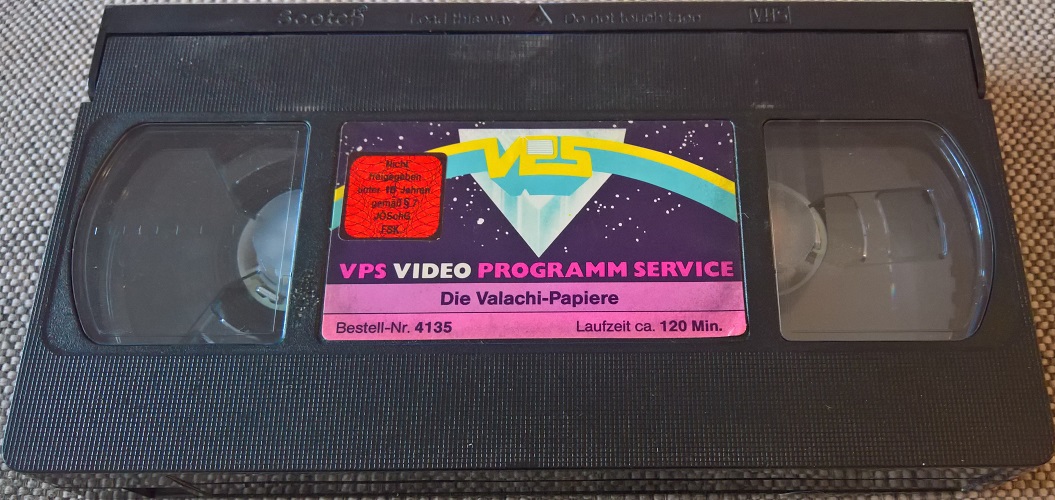 Scotch Load this way Do not touch tape VHS
VPS
Nicht
freigegeben
unter 18 Jahren
gemäß § 7
JÖSchG
FSK
VPS VIDEO PROGRAMM SERVICE
Die Valachi-Papiere
Bestell-Nr. 4135 Laufzeit ca. 120 Min.